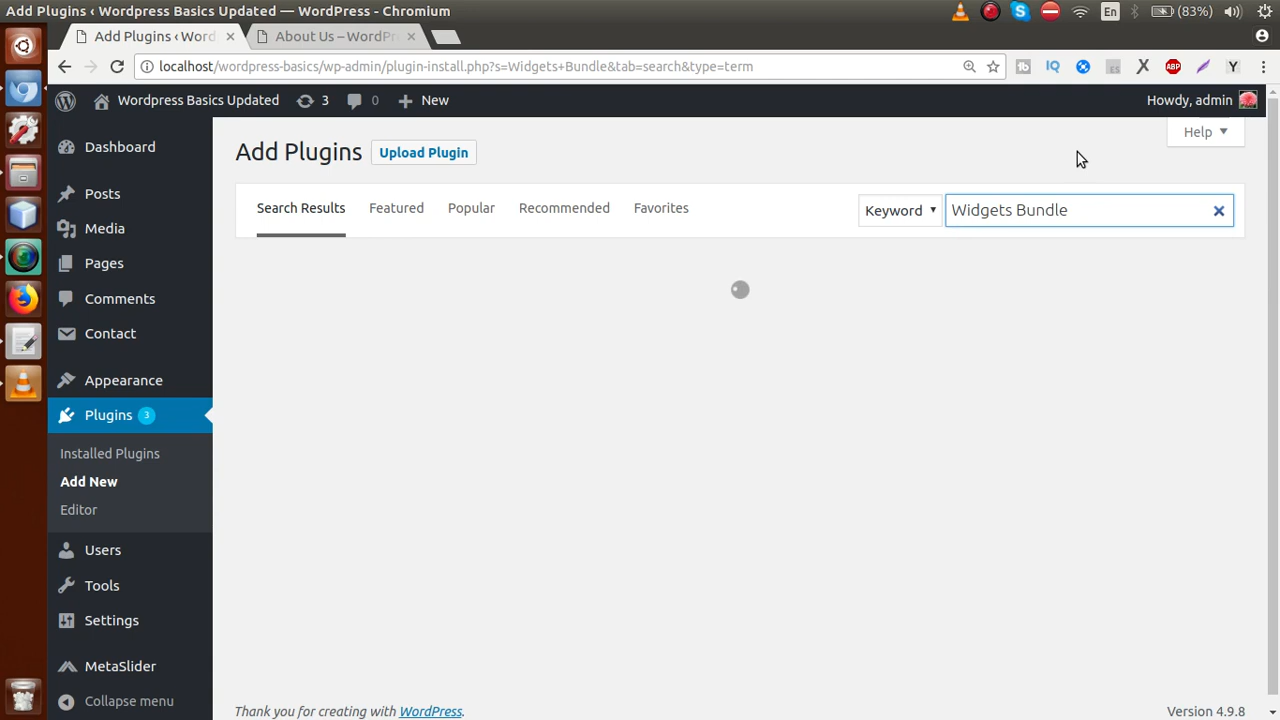 Add Plugins ‹ Wordpress Basics Updated — WordPress - Chromium
En
(83%)
Add Plugins ‹ Word
About Us – WordPre
localhost/wordpress-basics/wp-admin/plugin-install.php?s=Widgets+Bundle&tab=search&type=term
tb
IQ
ES
X
ABP
Y
Wordpress Basics Updated
3
0
New
Howdy, admin
Dashboard
Posts
Media
Pages
Comments
Contact
Appearance
Plugins 3
Installed Plugins
Add New
Editor
Users
Tools
Settings
MetaSlider
Collapse menu
Help
Add Plugins
Upload Plugin
Search Results
Featured
Popular
Recommended
Favorites
Keyword
Widgets Bundle
Thank you for creating with WordPress.
Version 4.9.8